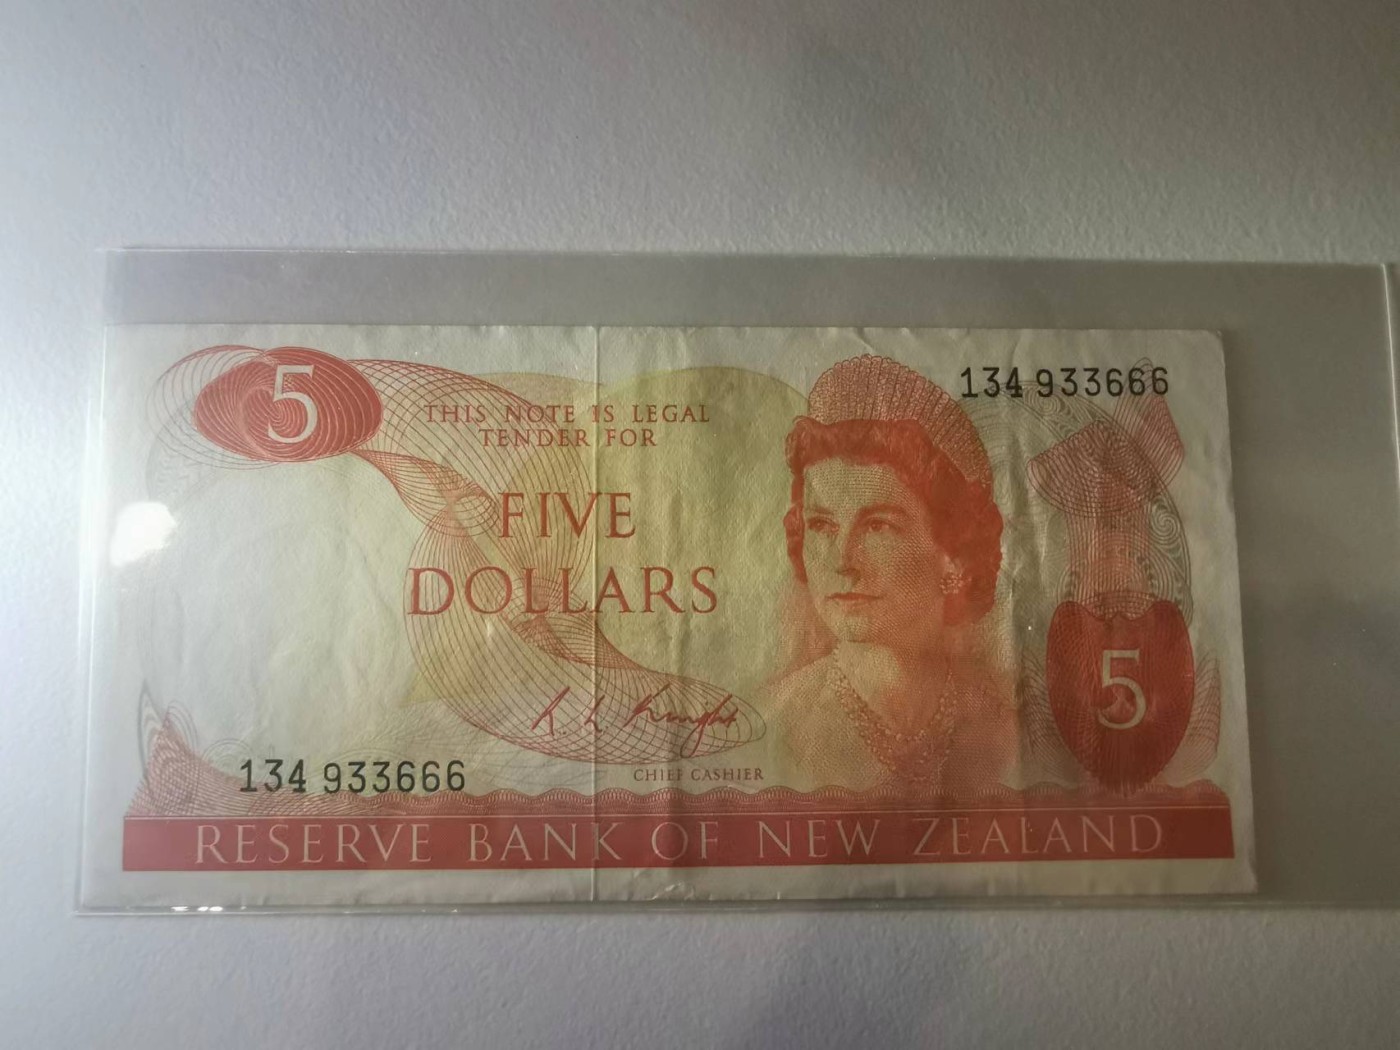 5
134 933666
THIS NOTE IS LEGAL
TENDER FOR
FIVE
DOLLARS
5
R. L. Knight
134 933666
CHIEF CASHIER
RESERVE BANK OF NEW ZEALAND